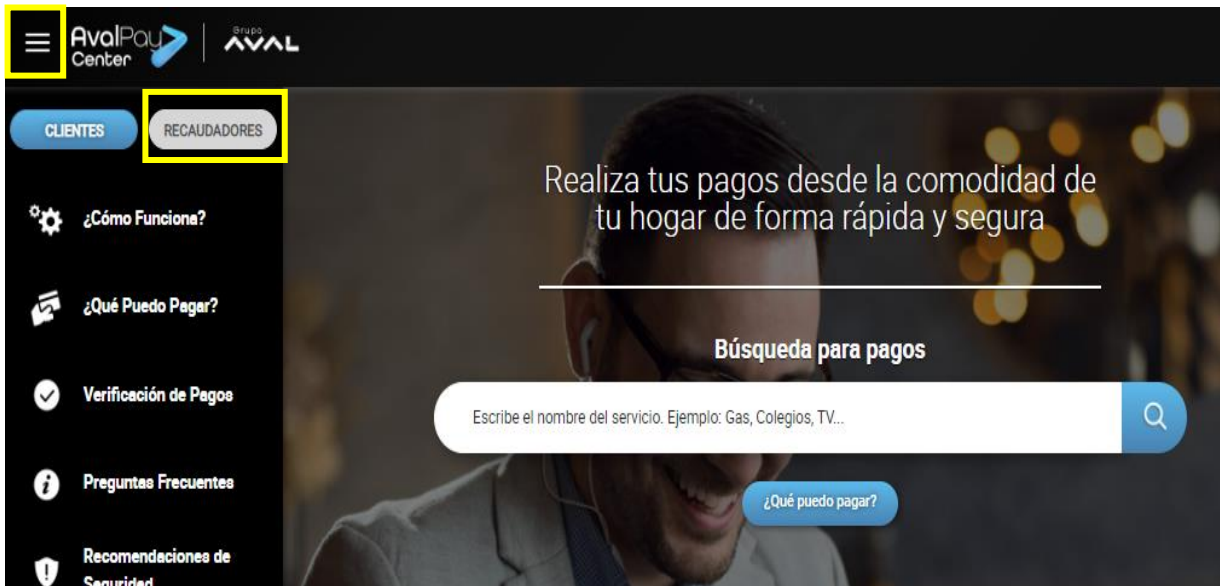 AvalPay
Center
Grupo
AVAL
CLIENTES
RECAUDADORES
¿Cómo Funciona?
¿Qué Puedo Pagar?
Verificación de Pagos
Preguntas Frecuentes
Recomendaciones de
Seguridad
Realiza tus pagos desde la comodidad de
tu hogar de forma rápida y segura
Búsqueda para pagos
Escribe el nombre del servicio. Ejemplo: Gas, Colegios, TV...
¿Qué puedo pagar?